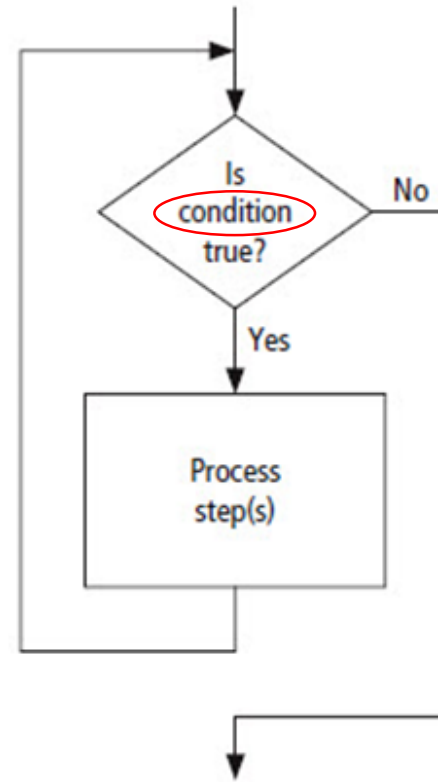 Is
condition
true?
No
Yes
Process
step(s)